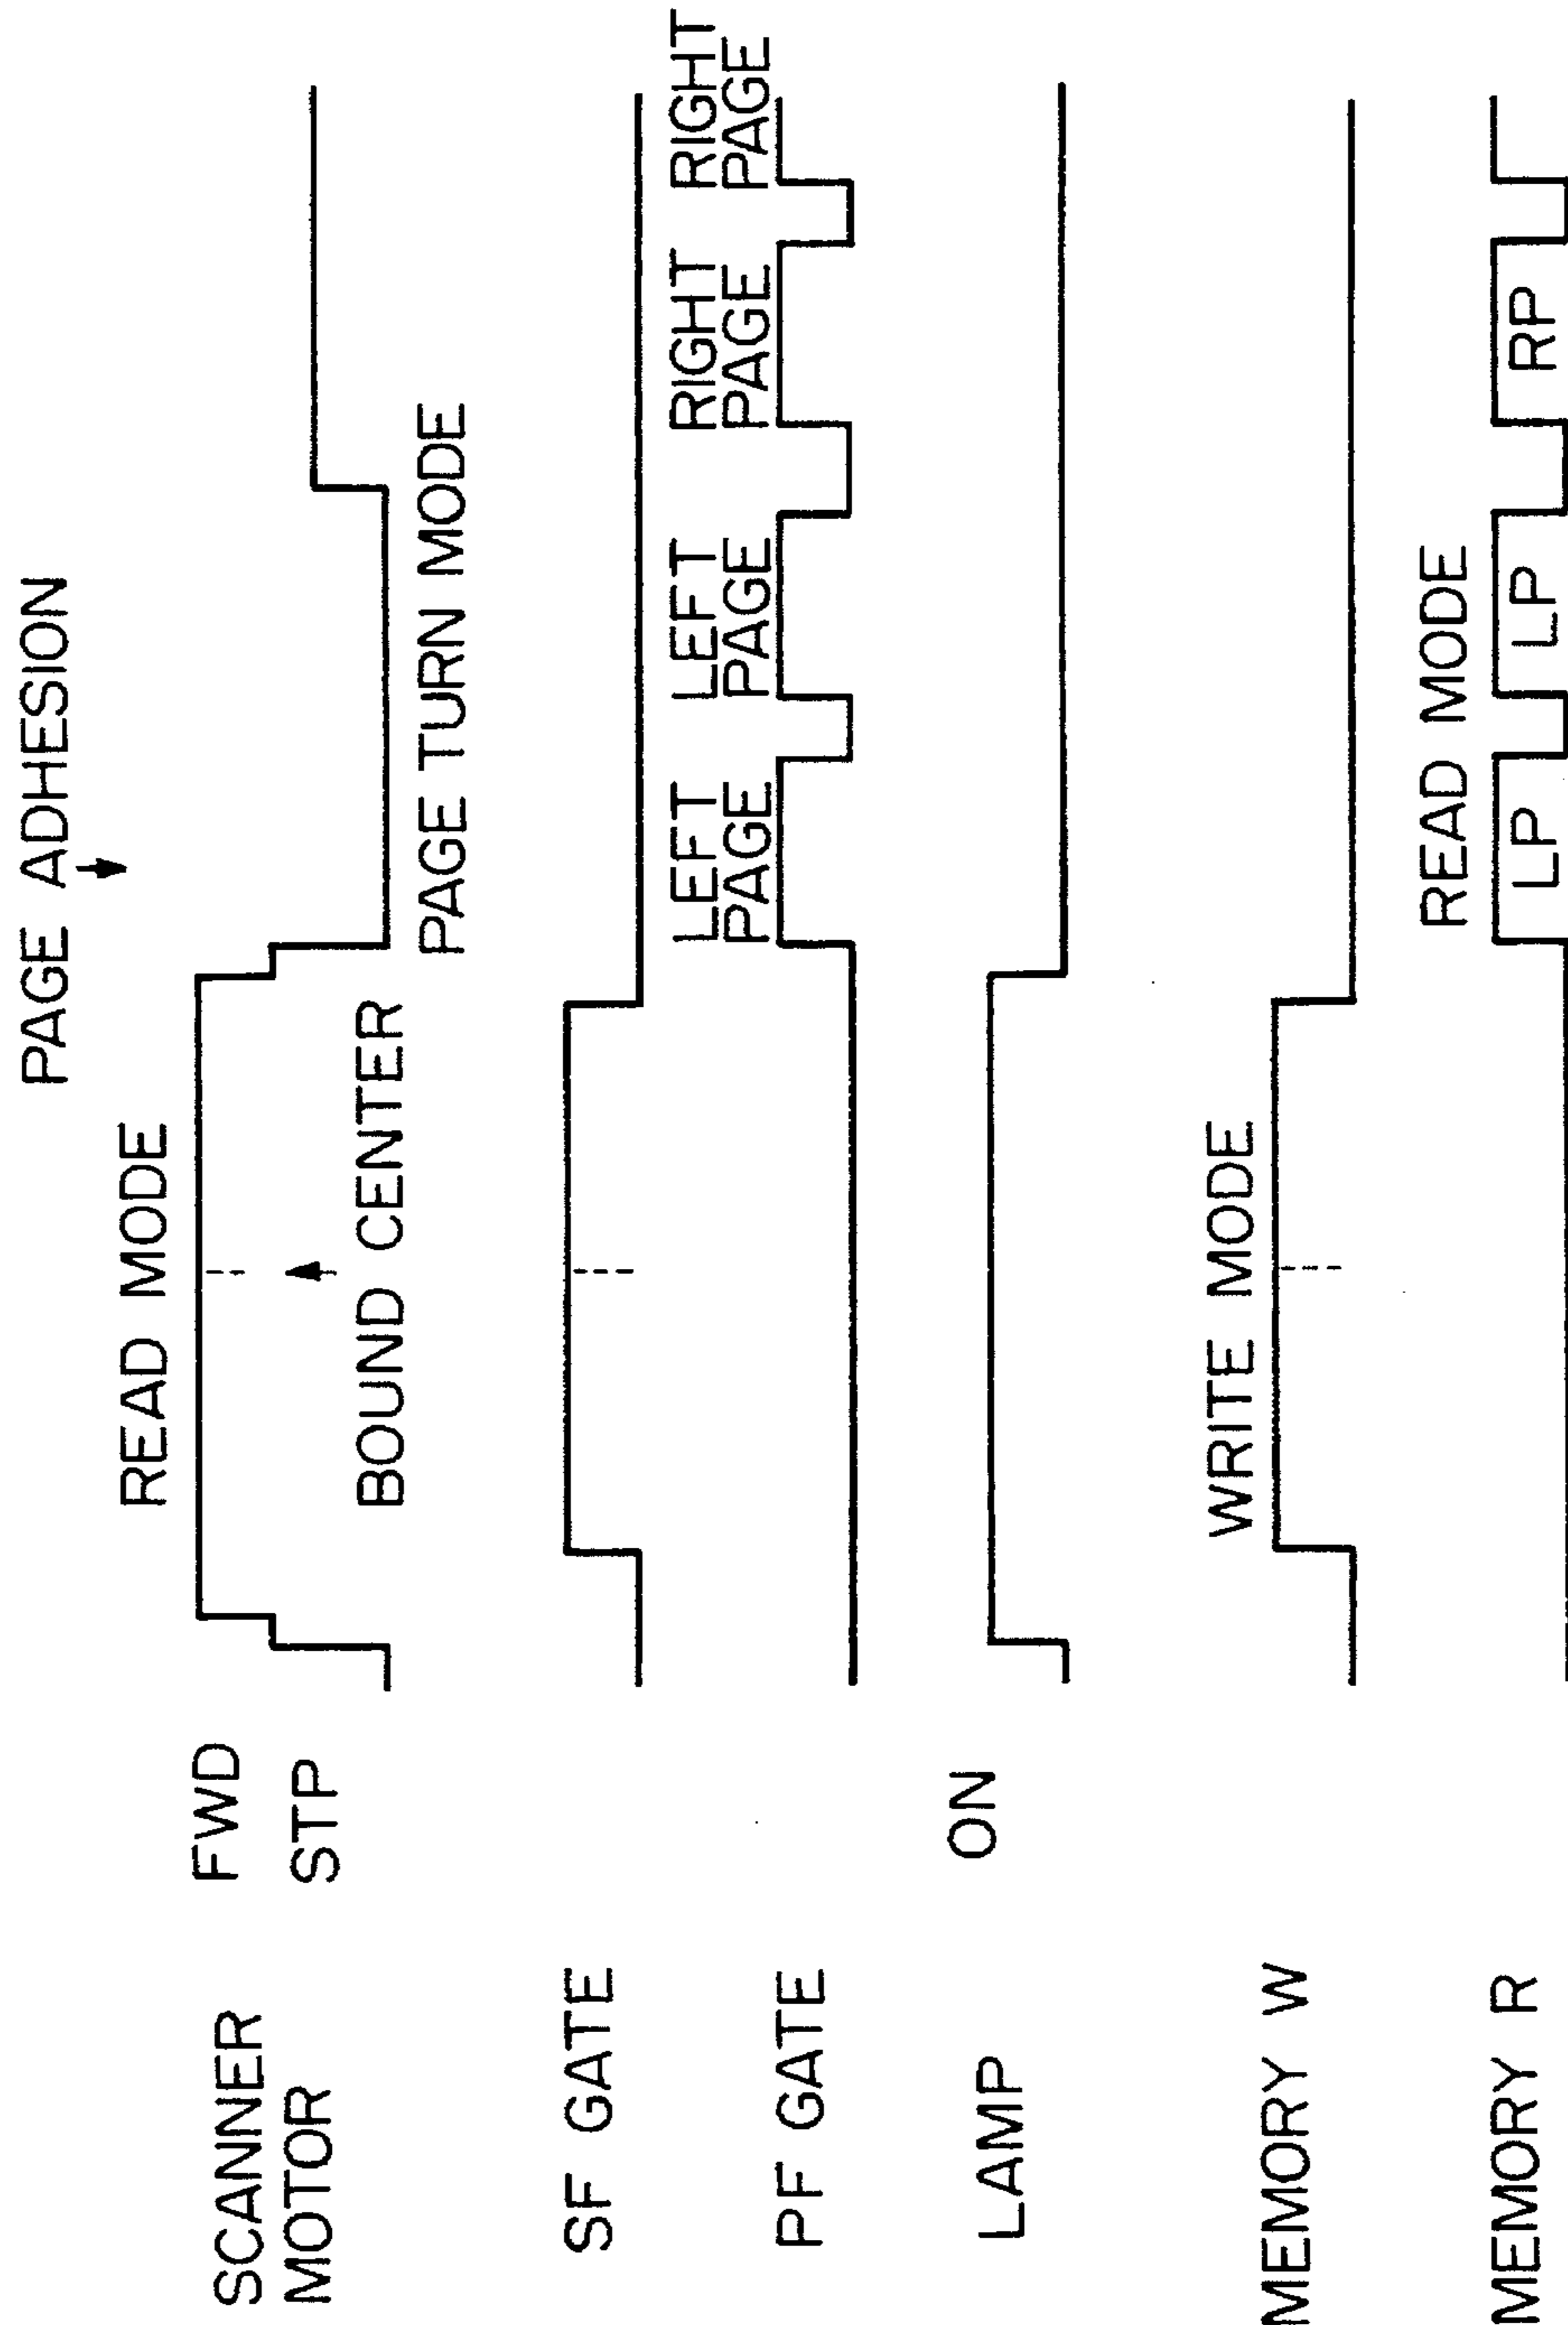 PAGE ADHESION
READ MODE
SCANNER
MOTOR
FWD
STP
BOUND CENTER
PAGE TURN MODE
SF GATE
LEFT
PAGE
LEFT
PAGE
RIGHT
PAGE
RIGHT
PAGE
PF GATE
LAMP
ON
WRITE MODE
MEMORY W
READ MODE
MEMORY R
LP
LP
RP